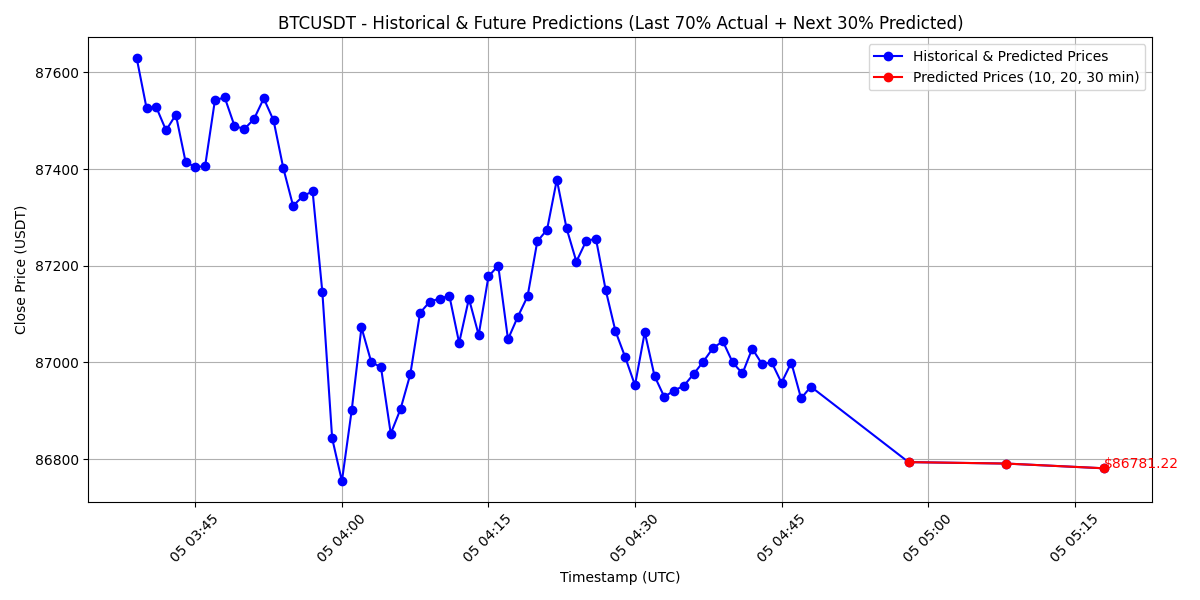 BTCUSDT - Historical & Future Predictions (Last 70% Actual + Next 30% Predicted)
Historical & Predicted Prices
Predicted Prices (10, 20, 30 min)
Close Price (USDT)
87600
87400
87200
87000
86800
$86781.22
05 03:45
05 04:00
05 04:15
05 04:30
05 04:45
05 05:00
05 05:15
Timestamp (UTC)